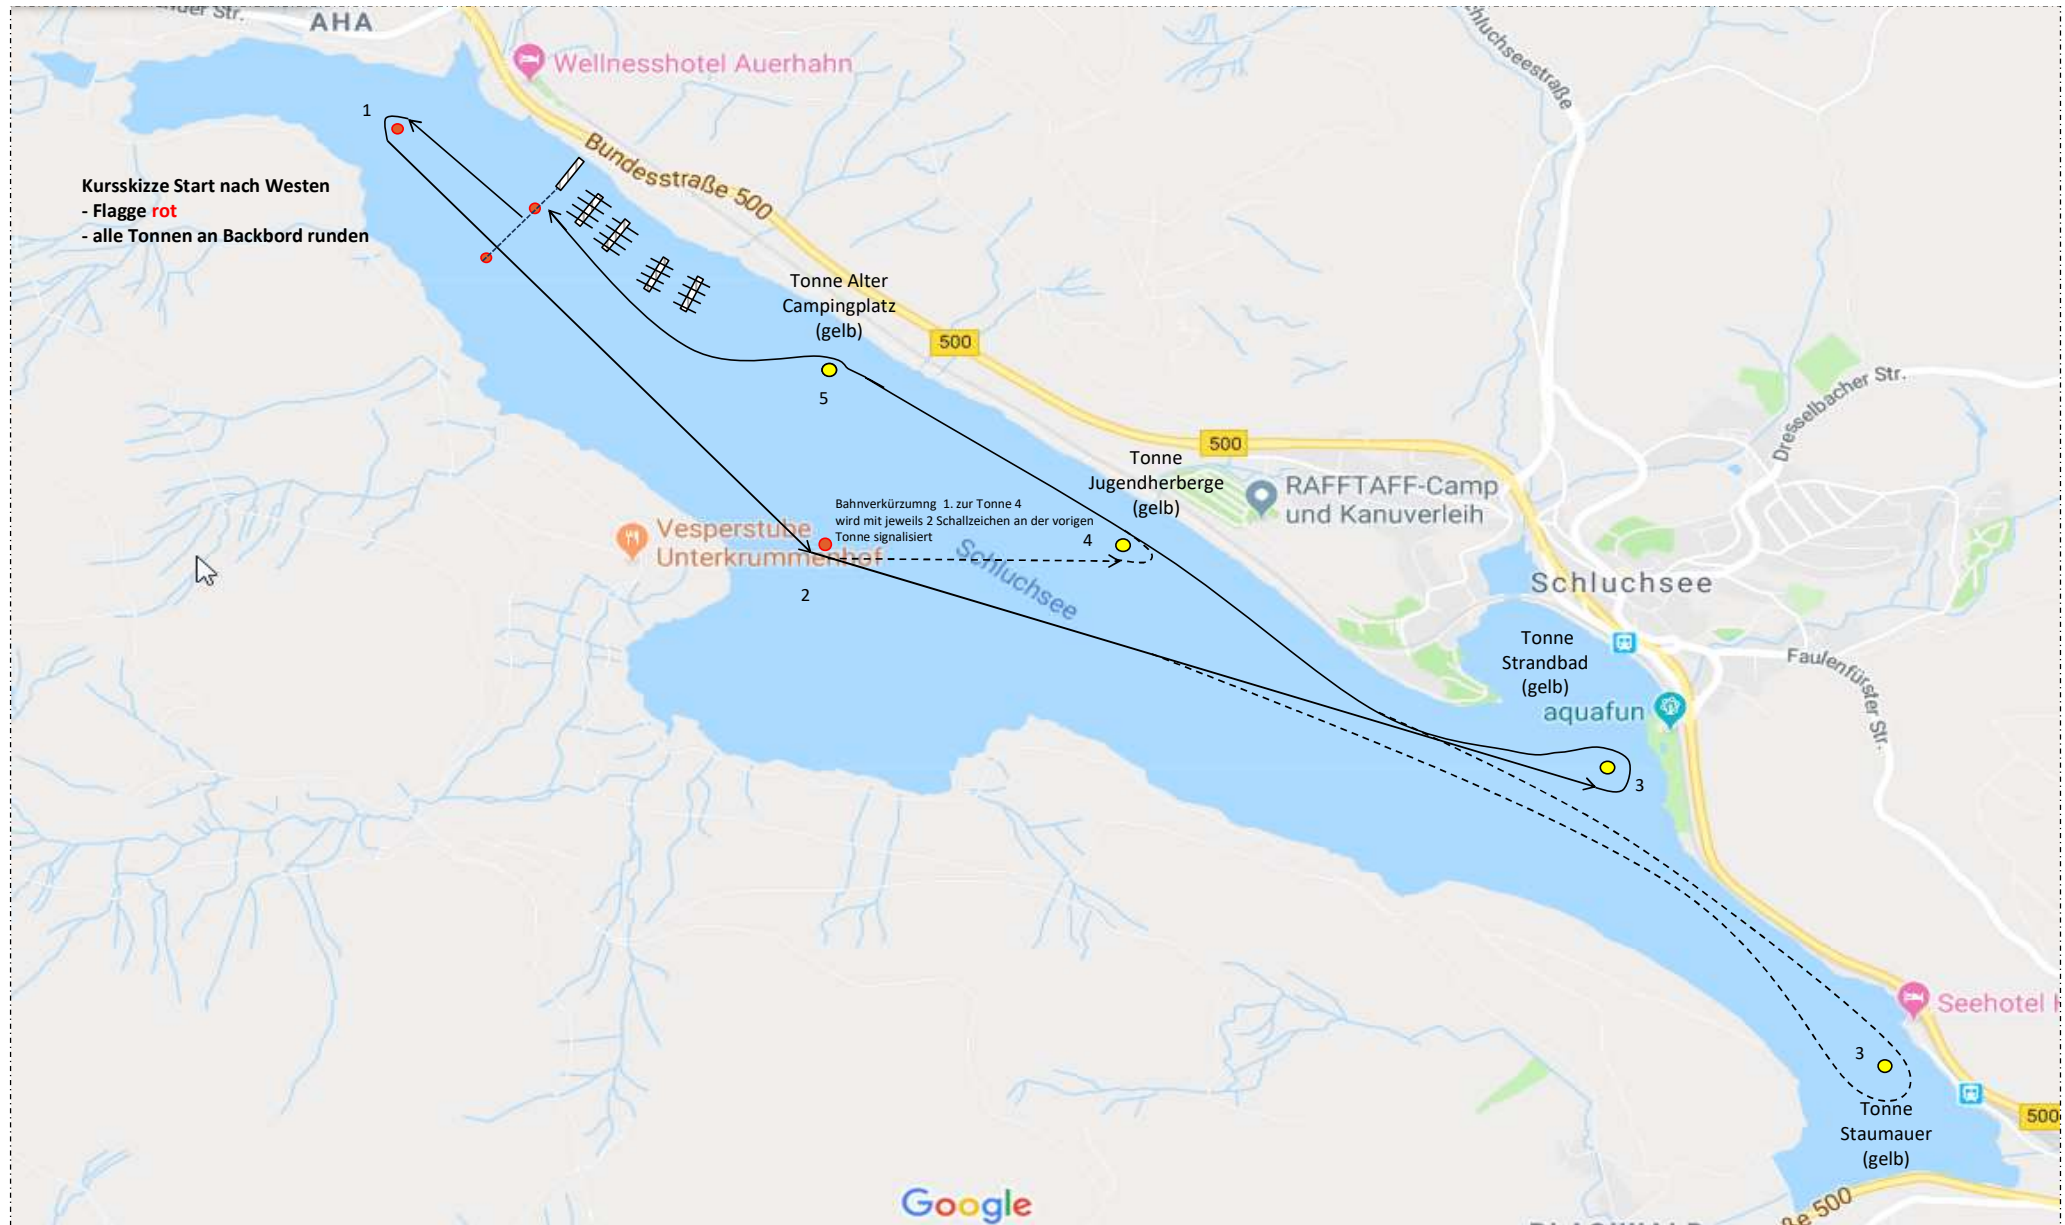 AHA
Wellnesshotel Auerhahn
1
Bundesstraße 500
Kursskizze Start nach Westen
- Flagge rot
- alle Tonnen an Backbord runden
Tonne Alter
Campingplatz
(gelb)
5
500
Dresselbacher Str.
500
Tonne
Jugendherberge
(gelb)
RAFFTAFF-Camp
und Kanuverleih
Bahnverkürzumng 1. zur Tonne 4
wird mit jeweils 2 Schallzeichen an der vorigen
Tonne signalisiert
4
Vesperstube
Unterkrummenhof
Schluchsee
2
Schluchsee
Tonne
Strandbad
(gelb)
aquafun
Faulenfürster Str.
3
Seehotel
3
Tonne
Staumauer
(gelb)
500
500
Google